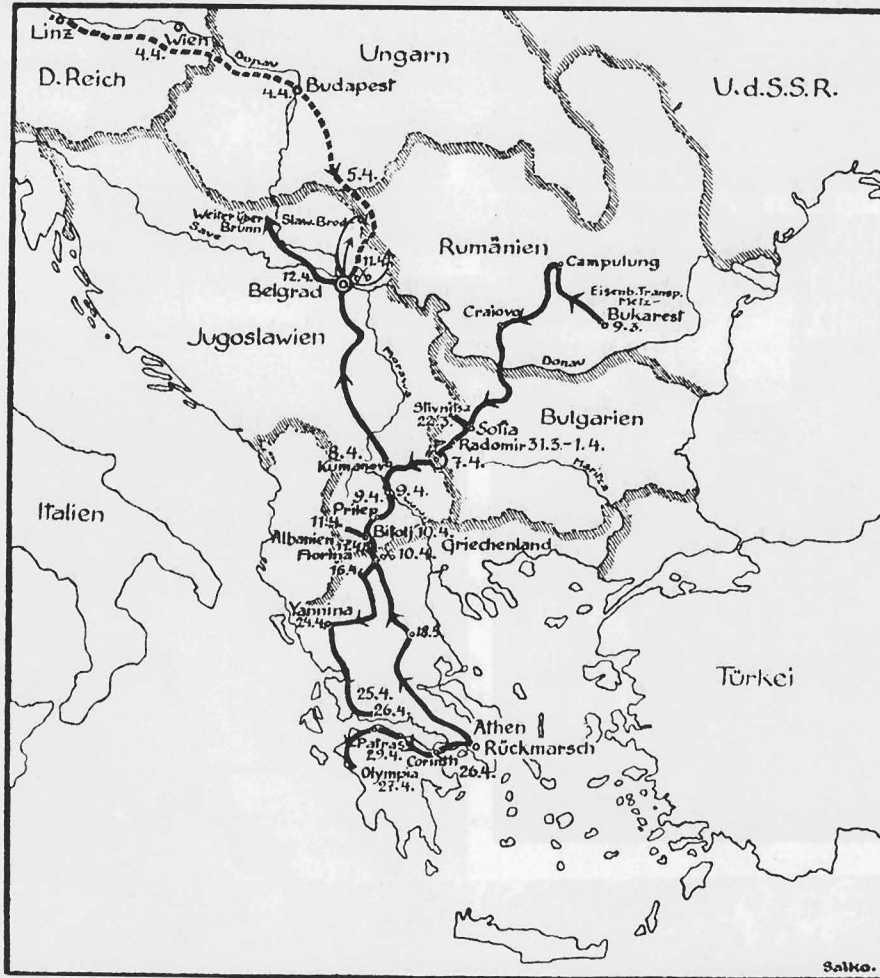 Linz
Wien
4.4.
Donau
Ungarn
D. Reich
U.d.S.S.R.
Budapest
4.4.
5.4.
Weiter über
Brünn
Slaw. Brod
Save
11.4.
12.4.
Belgrad
Rumänien
Campulung
Eisenb. Transp.
Metz-
Bukarest
9.3.
Craiova
Jugoslawien
Morava
Donau
Slivnitza
22.3.
Bulgarien
Sofia
Radomir 31.3.-1.4.
7.4.
8.4.
Kumanovo
Maritza
9.4.
9.4.
Prilep
Italien
11.4.
Bitolj 10.4.
Albanien
Florina
10.4.
Griechenland
16.4.
Yannina
24.4.
18.5.
Türkei
25.4.
26.4.
Athen
Rückmarsch
Patras
29.4.
Corinth
26.4.
Olympia
27.4.
Salko.